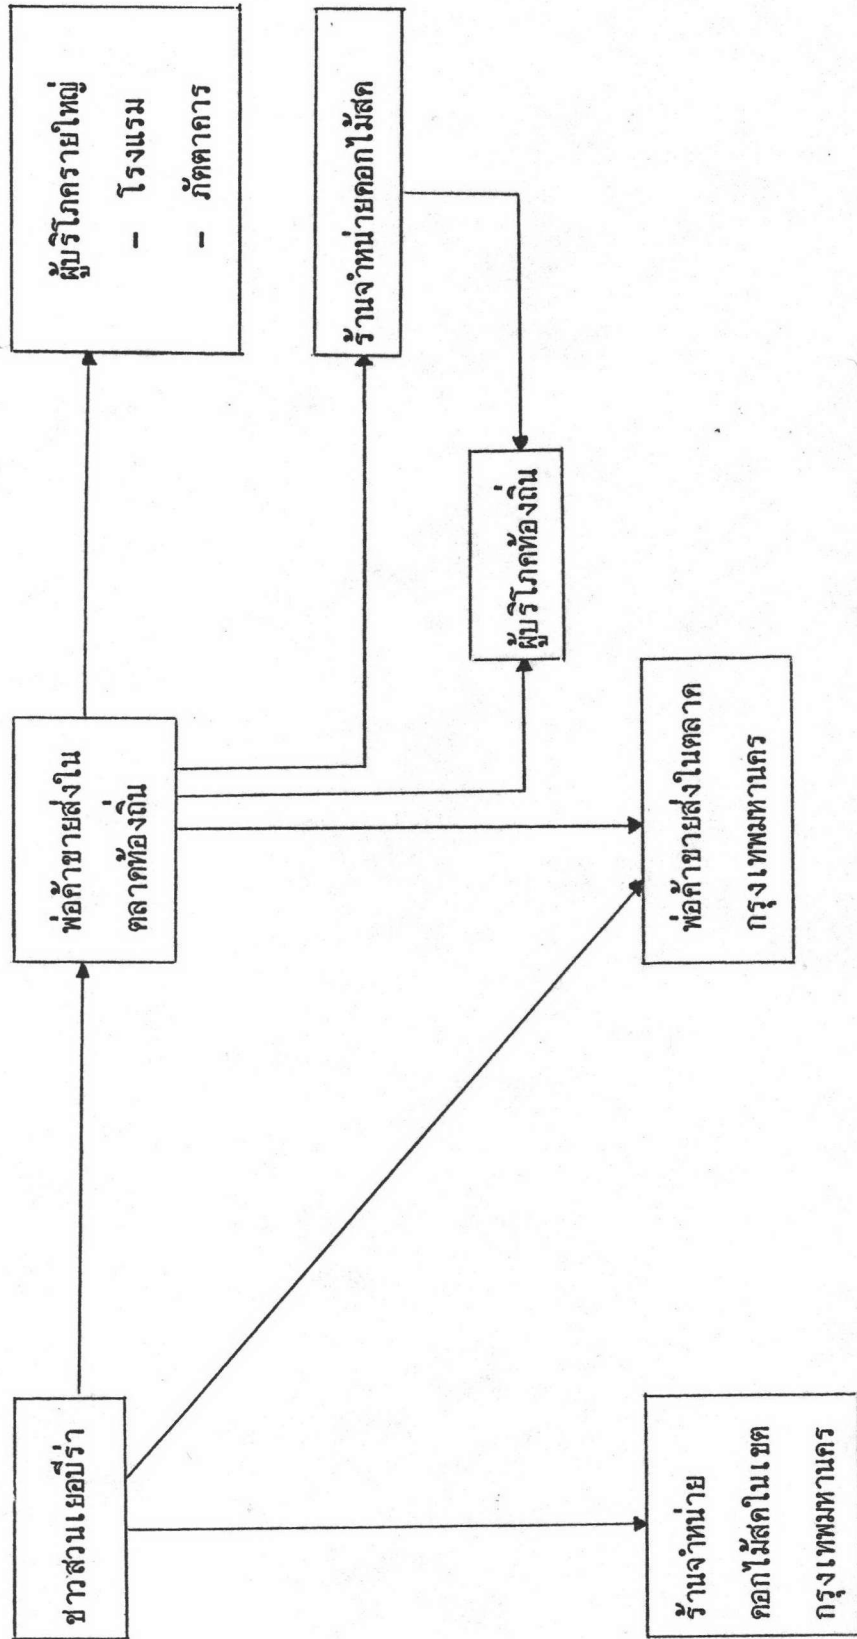 ชาวสวนเยอบีร่า
พ่อค้าขายส่งใน
ตลาดท้องถิ่น
ผู้บริโภครายใหญ่
- โรงแรม
- ภัตตาคาร
ร้านจำหน่ายดอกไม้สด
ผู้บริโภคท้องถิ่น
ร้านจำหน่าย
ดอกไม้สดในเขต
กรุงเทพมหานคร
พ่อค้าขายส่งในตลาด
กรุงเทพมหานคร